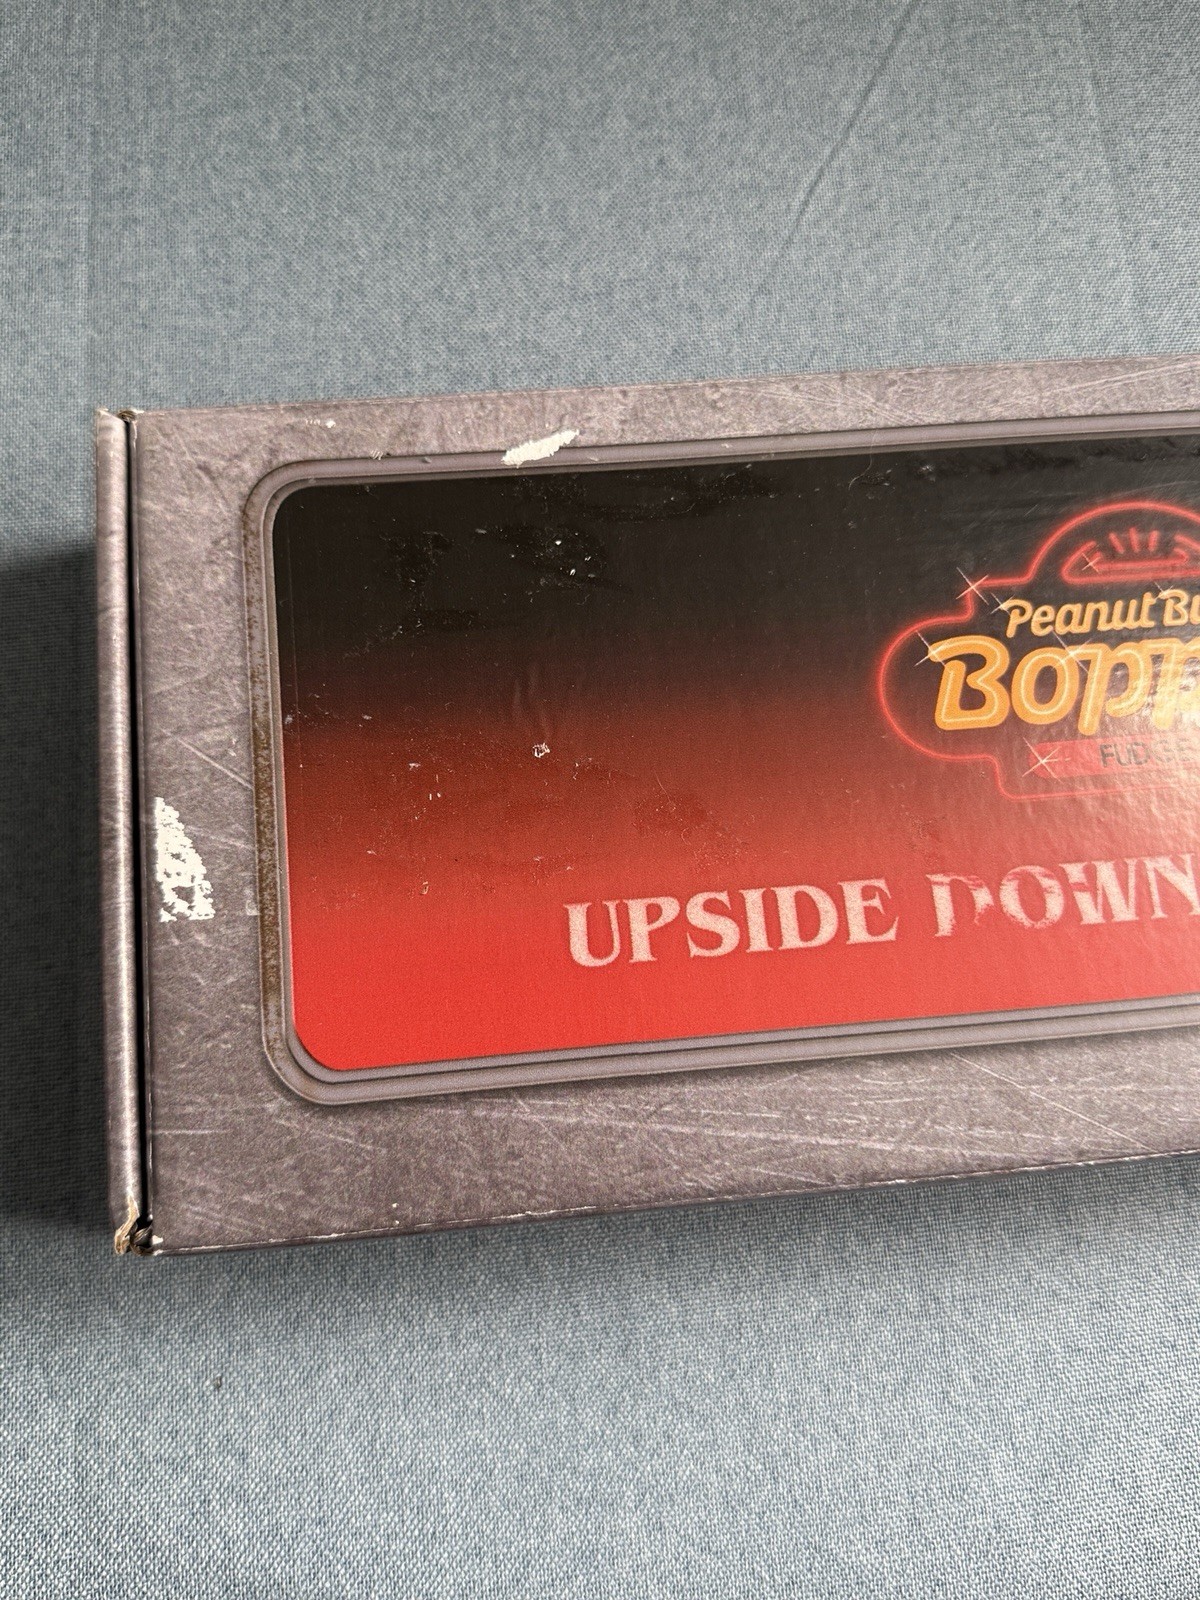 Peanut Bu
Bopp
FUDGE
UPSIDE DOWN